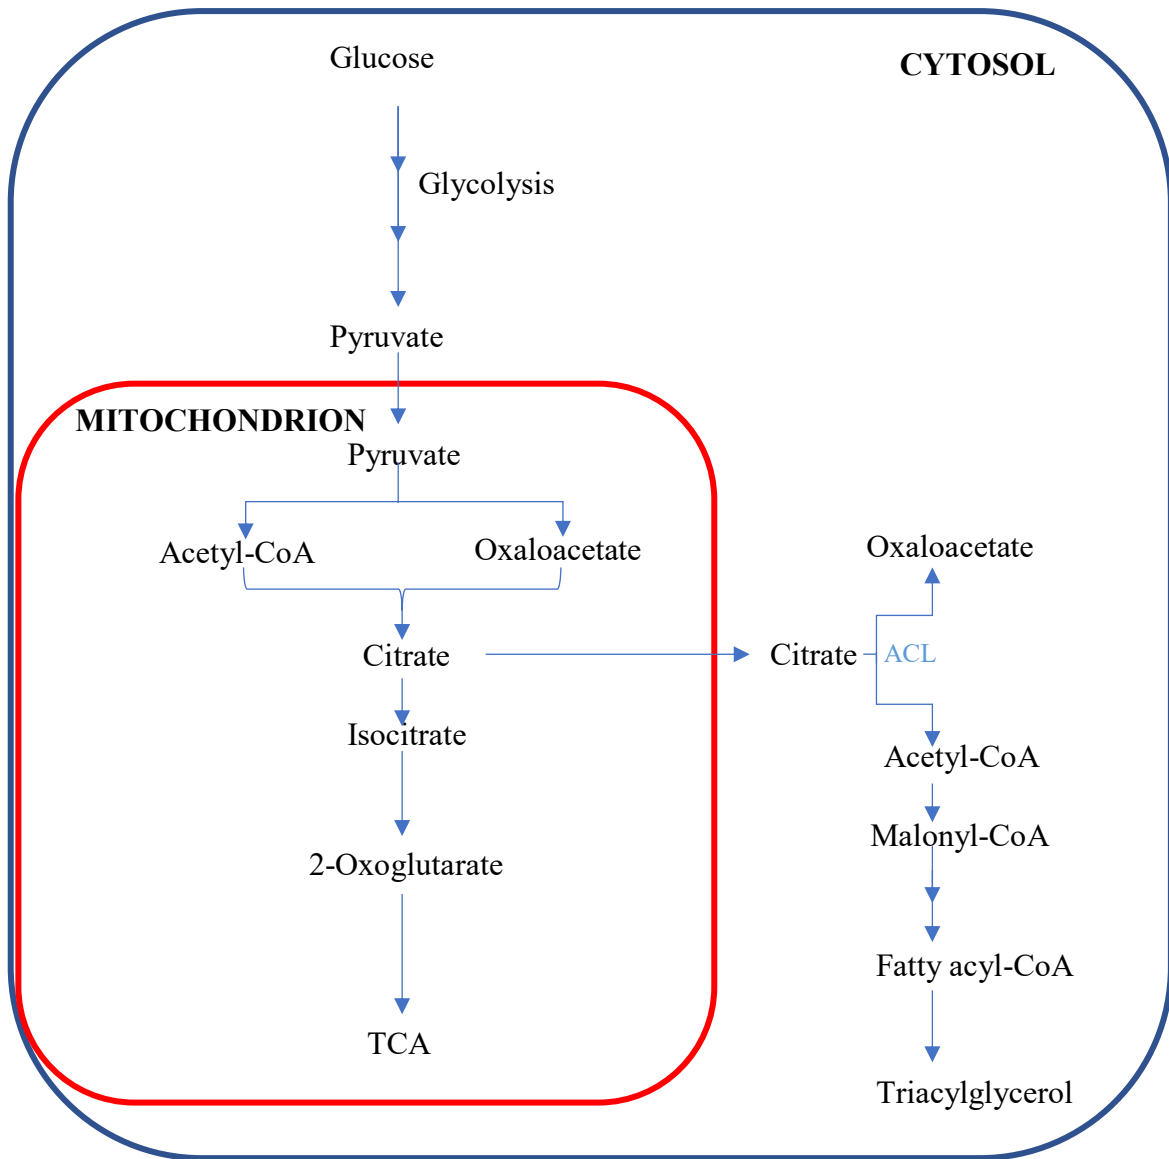 Glucose
CYTOSOL
Glycolysis
Pyruvate
MITOCHONDRION
Pyruvate
Acetyl-CoA
Oxaloacetate
Oxaloacetate
Citrate
Citrate
ACL
Isocitrate
Acetyl-CoA
Malonyl-CoA
2-Oxoglutarate
Fatty acyl-CoA
TCA
Triacylglycerol